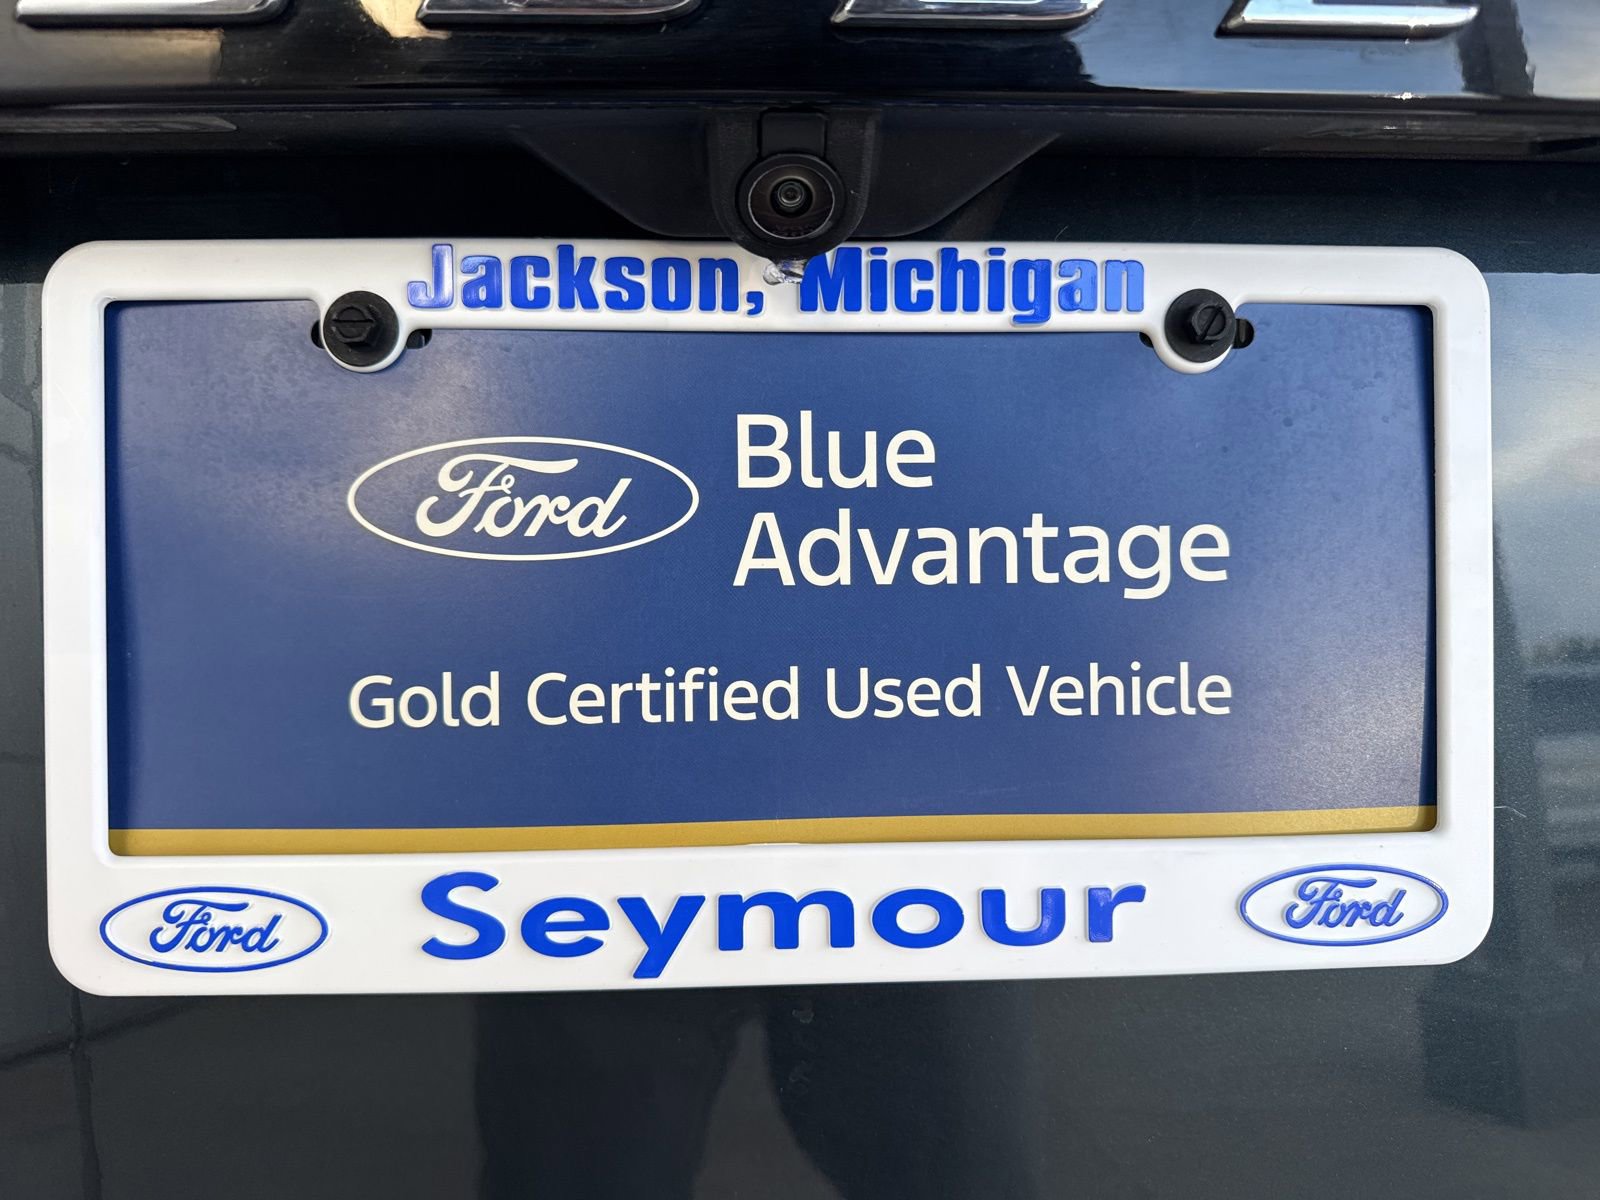 Jackson, Michigan
Ford
Blue
Advantage
Gold Certified Used Vehicle
Ford Seymour Ford